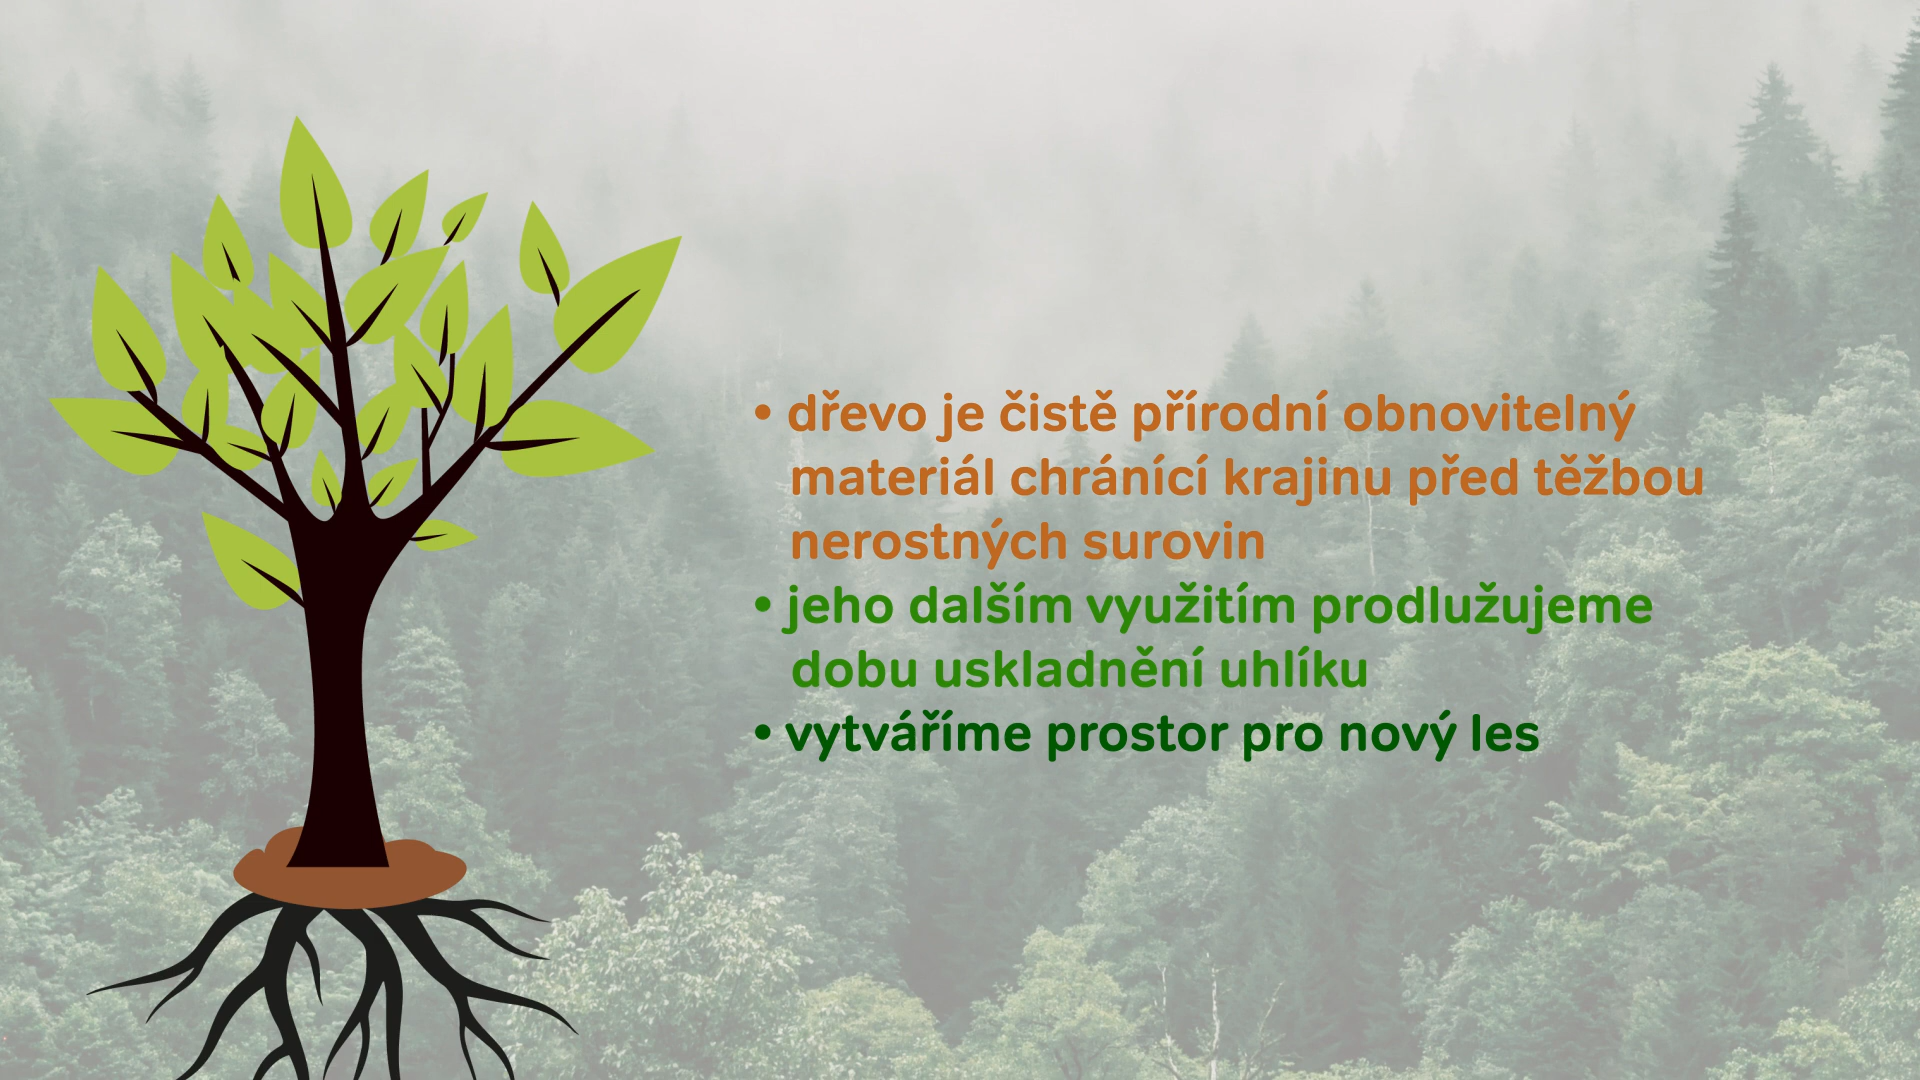 • dřevo je čistě přírodní obnovitelný
materiál chránící krajinu před těžbou
nerostných surovin
• jeho dalším využitím prodlužujeme
dobu uskladnění uhlíku
• vytváříme prostor pro nový les